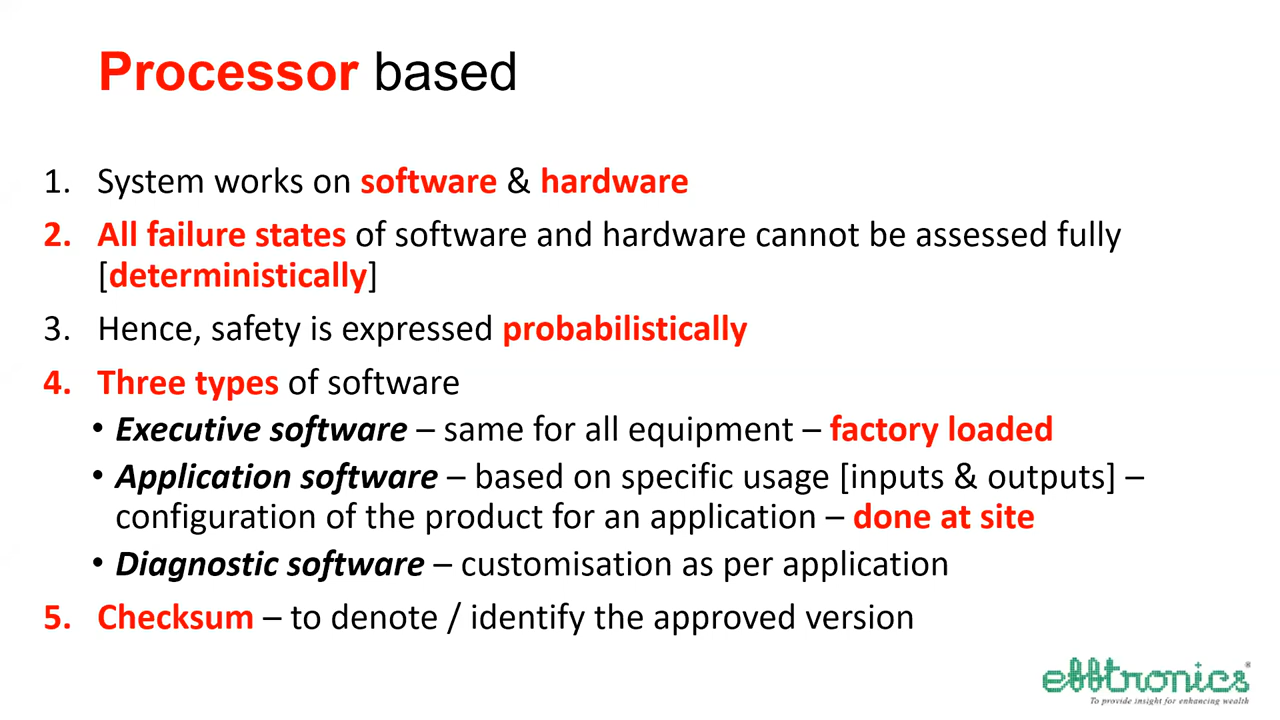 Processor based
1. System works on software & hardware
2. All failure states of software and hardware cannot be assessed fully
[deterministically]
3. Hence, safety is expressed probabilistically
4. Three types of software
• Executive software – same for all equipment – factory loaded
• Application software – based on specific usage [inputs & outputs] –
configuration of the product for an application – done at site
• Diagnostic software – customisation as per application
5. Checksum – to denote / identify the approved version
efftronics®
To provide insight for enhancing wealth